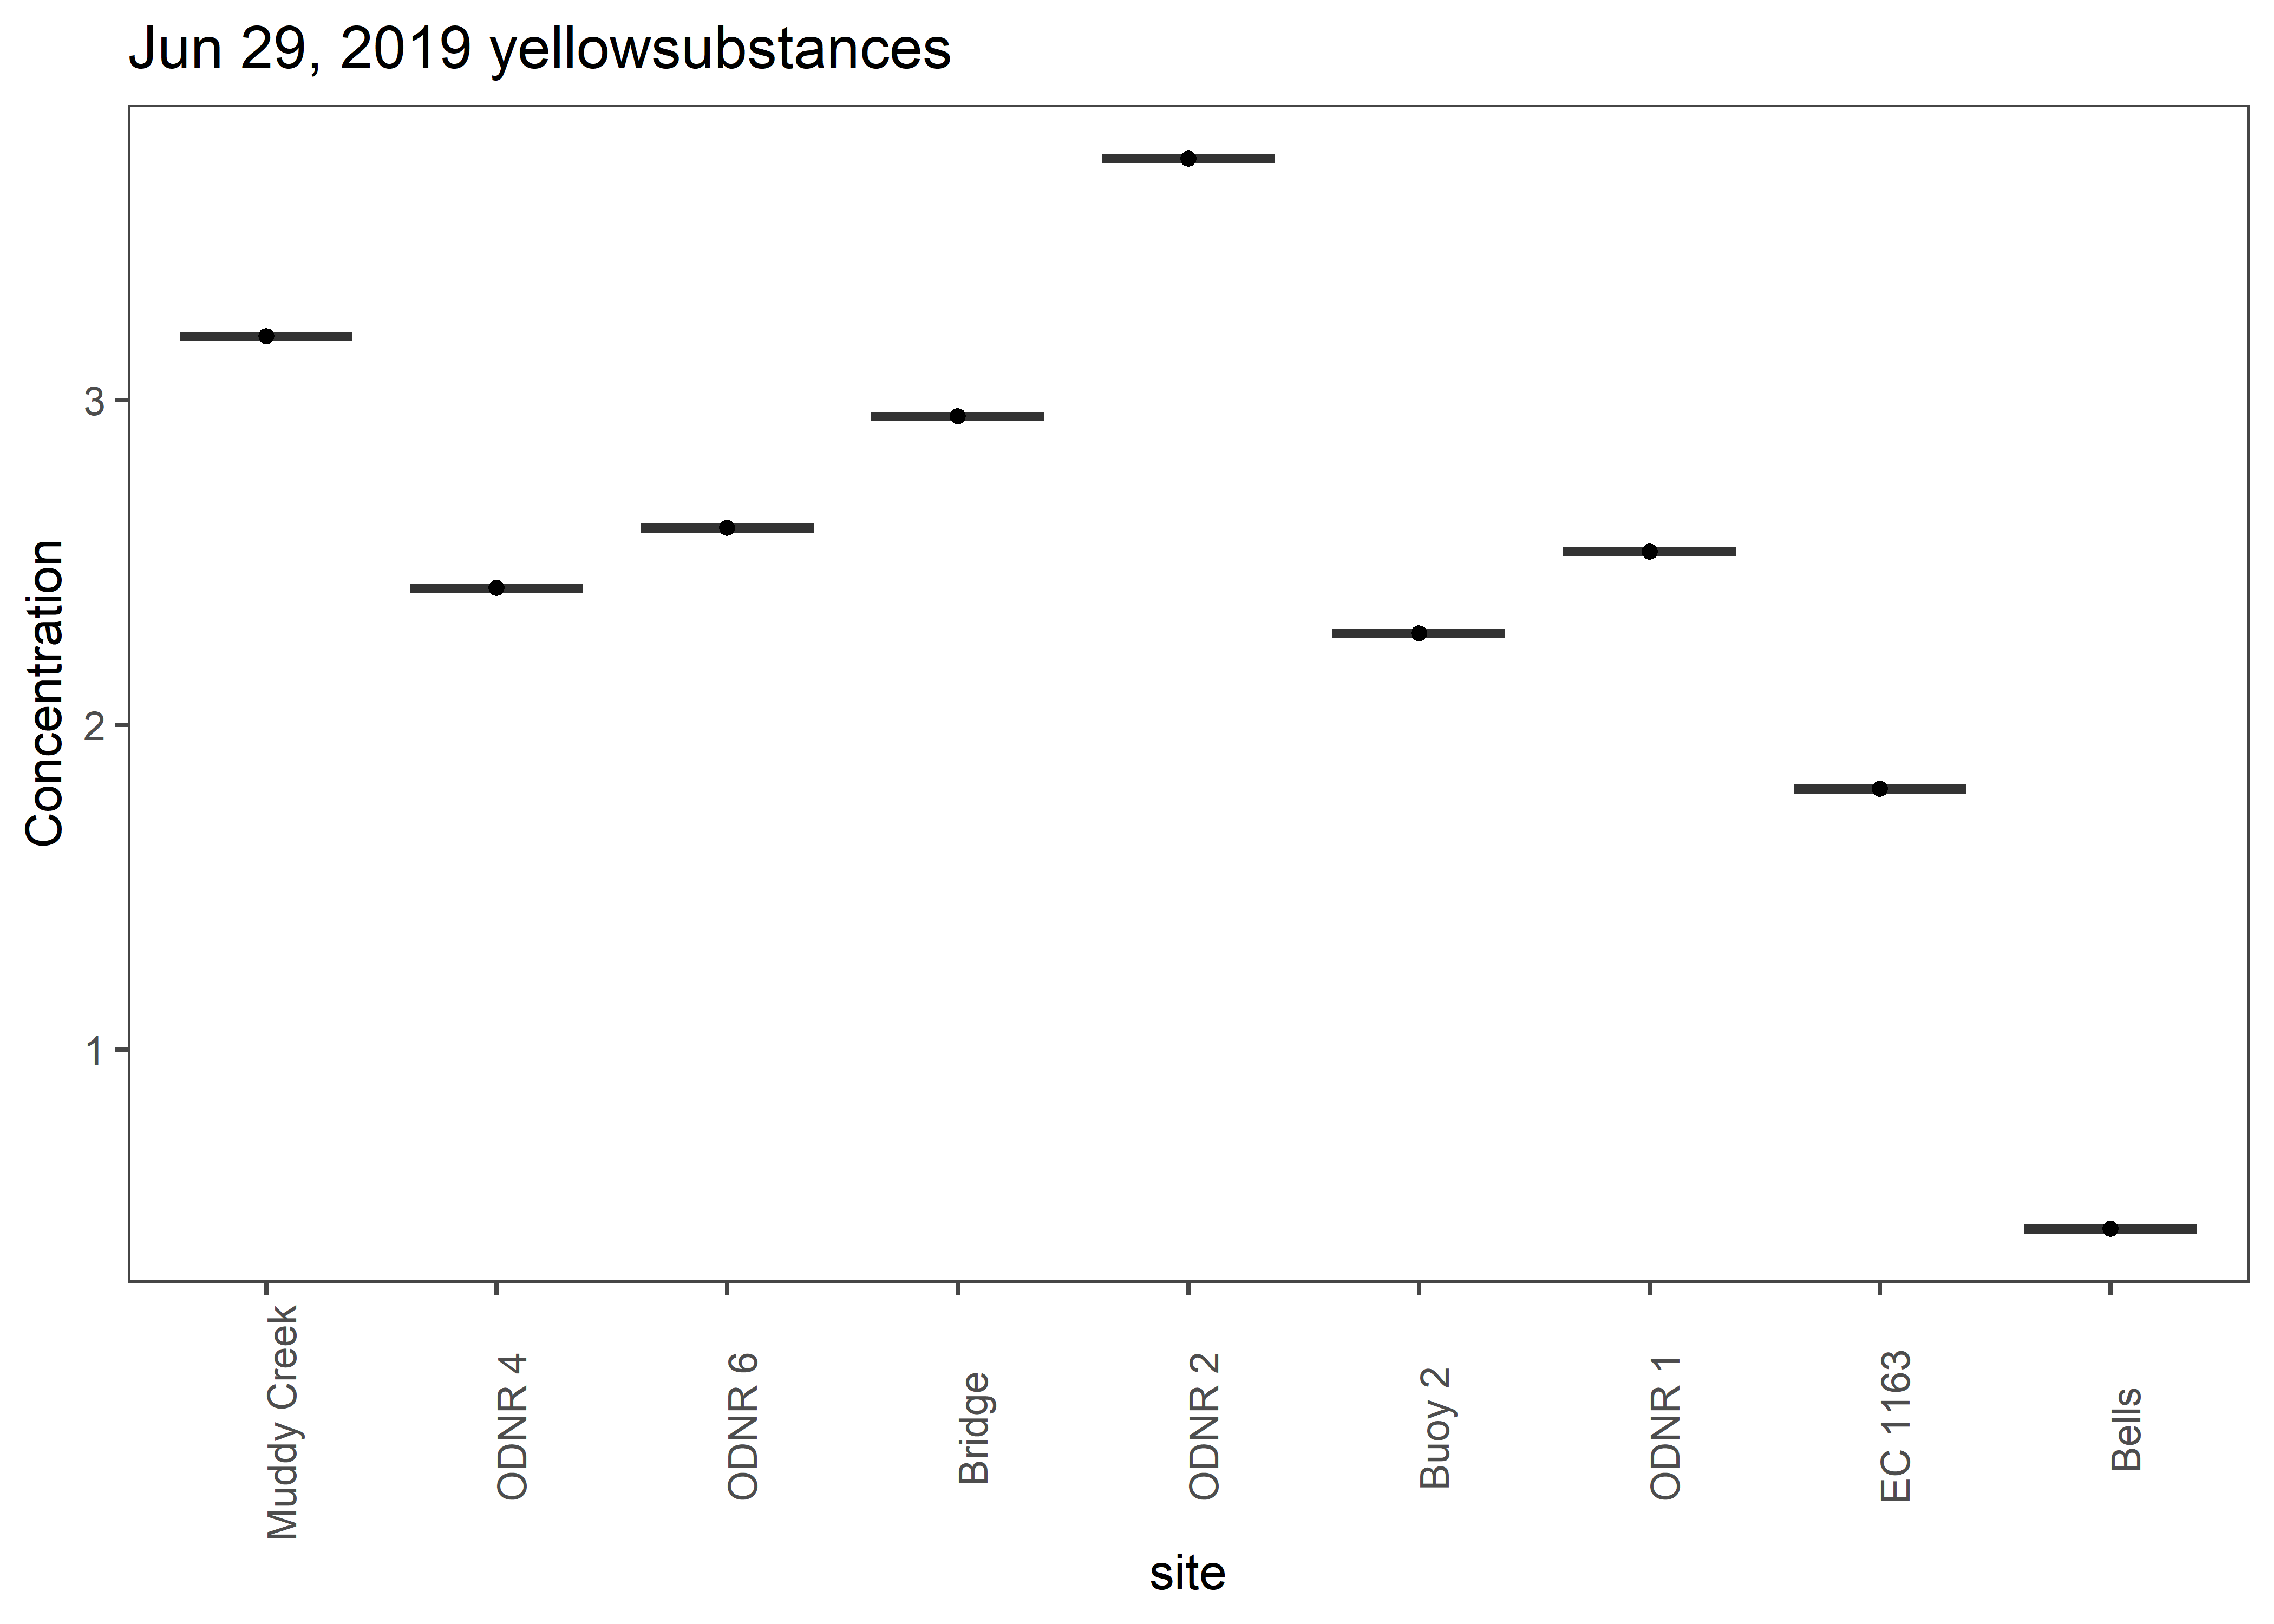 Jun 29, 2019 yellowsubstances
Concentration
3
2
1
Muddy Creek
ODNR 4
ODNR 6
Bridge
ODNR 2
Buoy 2
ODNR 1
EC 1163
Bells
site